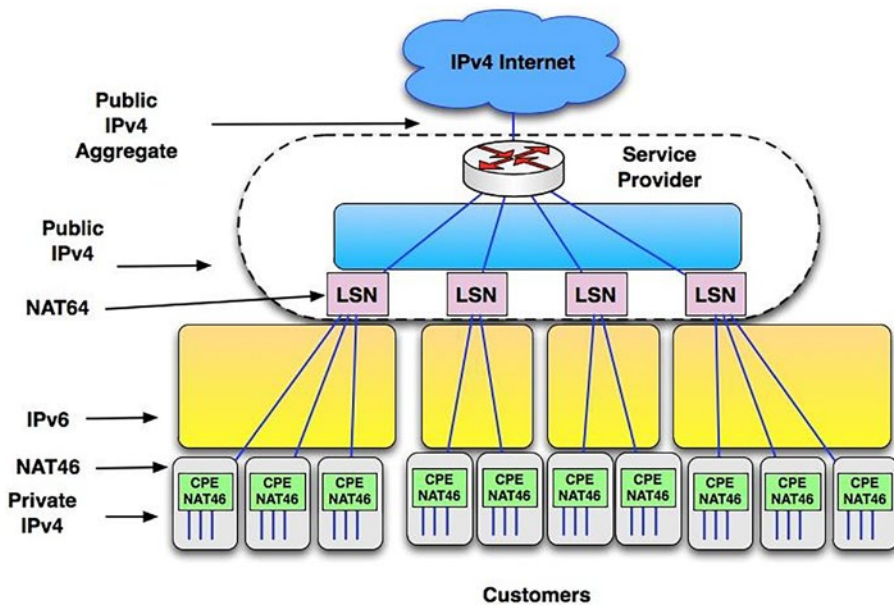 IPv4 Internet
Public
IPv4
Aggregate
Service
Provider
Public
IPv4
NAT64
LSN LSN LSN LSN
IPv6
NAT46
Private
IPv4
CPE
NAT46
CPE
NAT46
CPE
NAT46
CPE
NAT46
CPE
NAT46
CPE
NAT46
CPE
NAT46
CPE
NAT46
CPE
NAT46
CPE
NAT46
Customers